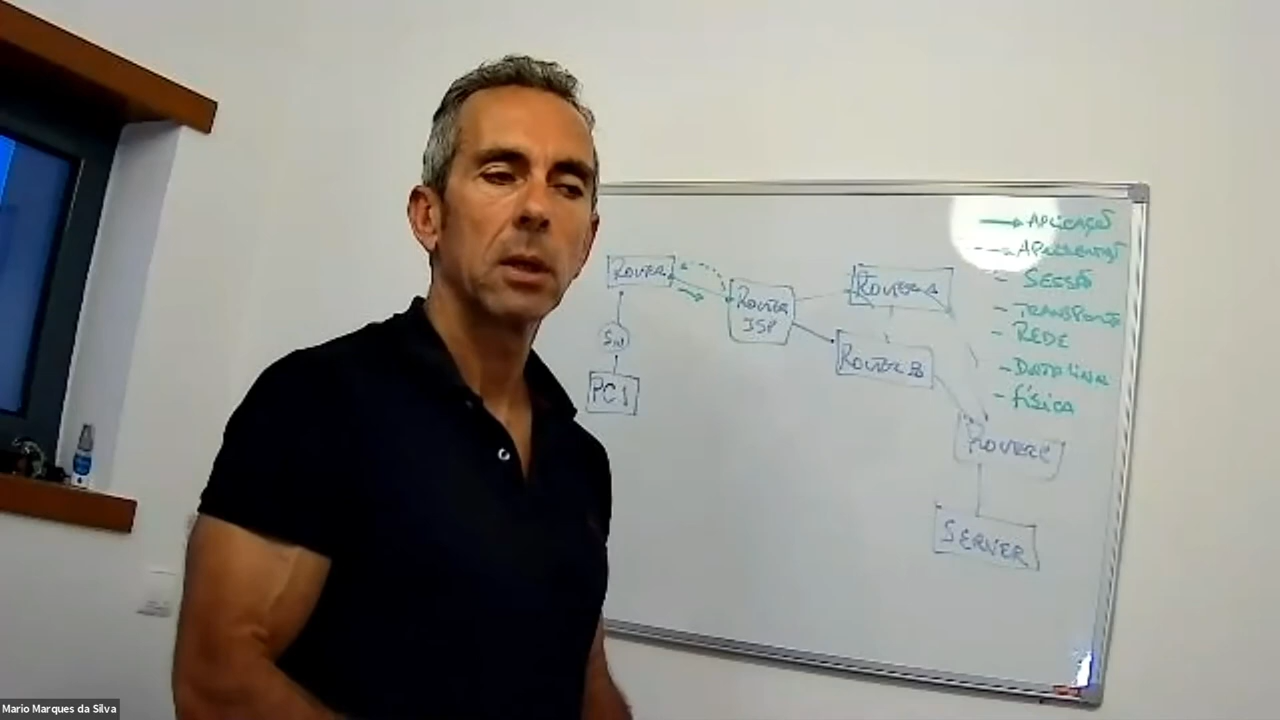 ROUTER
SW
PC1
ROUTER
ISP
ROUTER A
ROUTER B
ROUTER C
SERVER
→ APLICAÇÃO
- SESSÃO
- TRANSPORTE
- REDE
- DATA LINK
- FÍSICA
Mario Marques da Silva